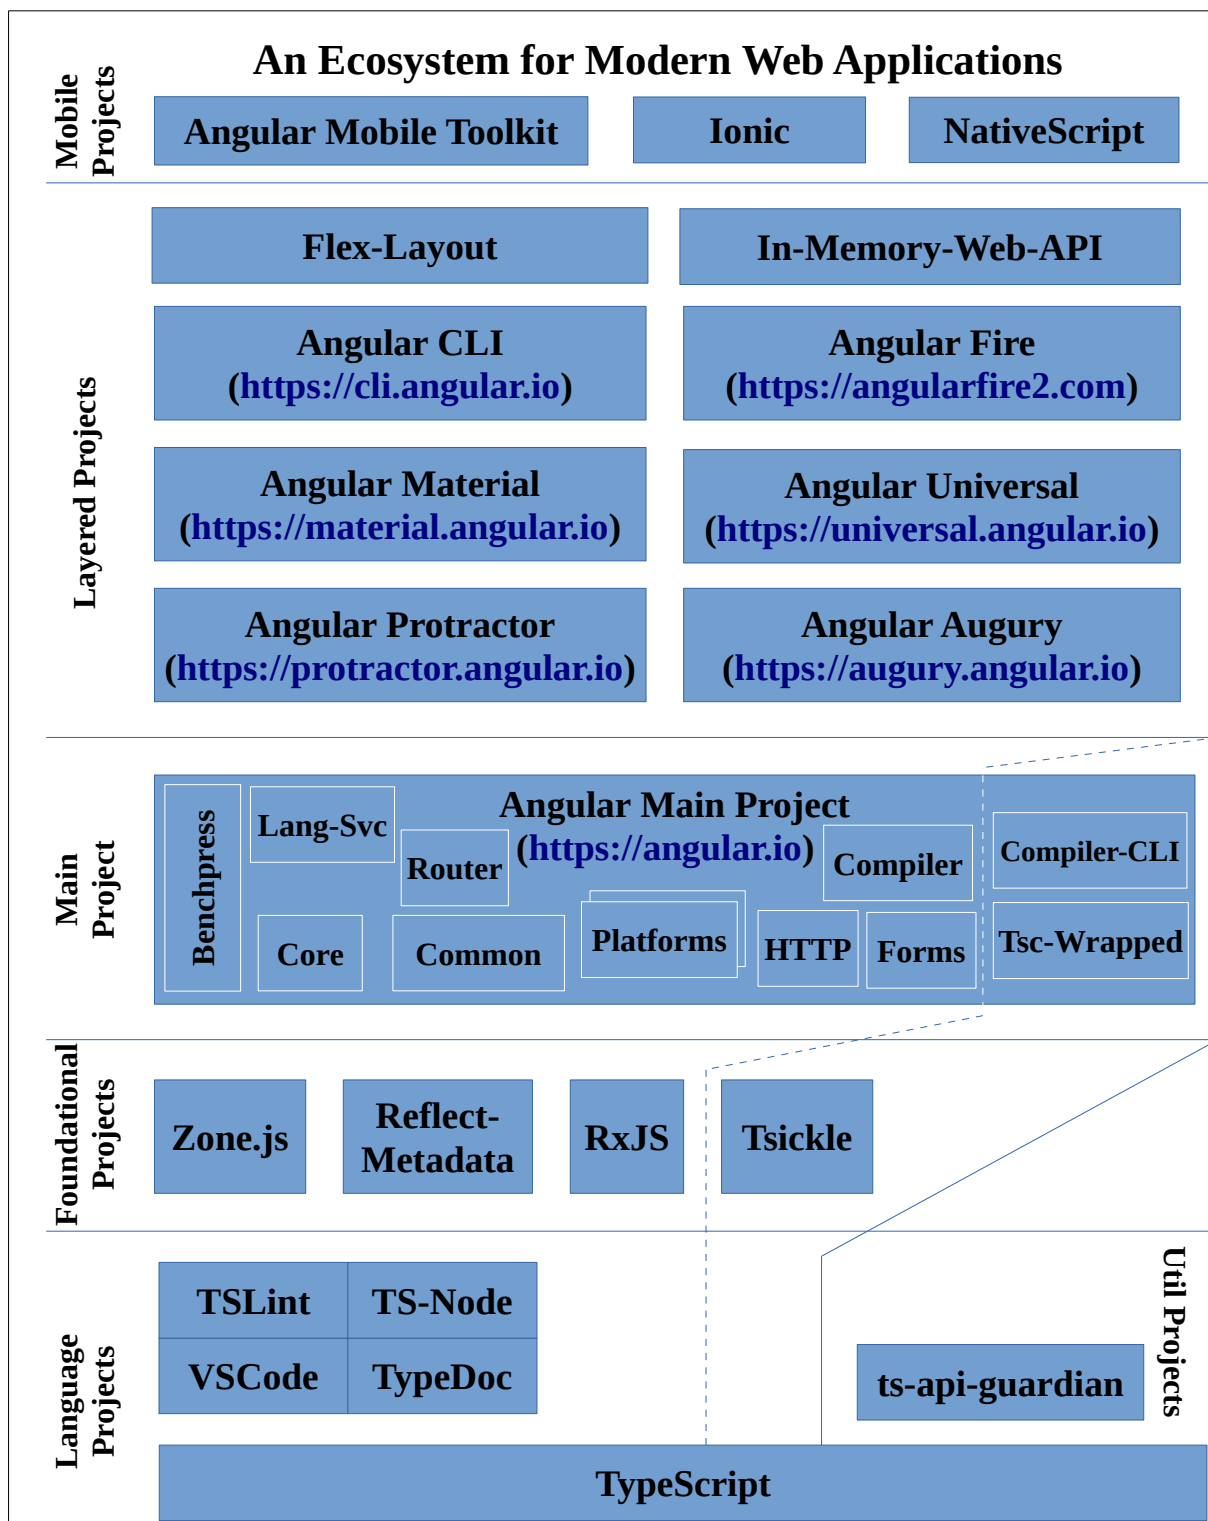 An Ecosystem for Modern Web Applications
Mobile
Projects
Angular Mobile Toolkit
Ionic
NativeScript
Layered Projects
Flex-Layout
In-Memory-Web-API
Angular CLI
(https://cli.angular.io)
Angular Fire
(https://angularfire2.com)
Angular Material
(https://material.angular.io)
Angular Universal
(https://universal.angular.io)
Angular Protractor
(https://protractor.angular.io)
Angular Augury
(https://augury.angular.io)
Main
Project
Angular Main Project
(https://angular.io)
Benchpress
Lang-Svc
Router
Compiler
Compiler-CLI
Core
Common
Platforms
HTTP
Forms
Tsc-Wrapped
Foundational
Projects
Zone.js
Reflect-
Metadata
RxJS
Tsickle
Language
Projects
TSLint
TS-Node
VSCode
TypeDoc
Util Projects
ts-api-guardian
TypeScript